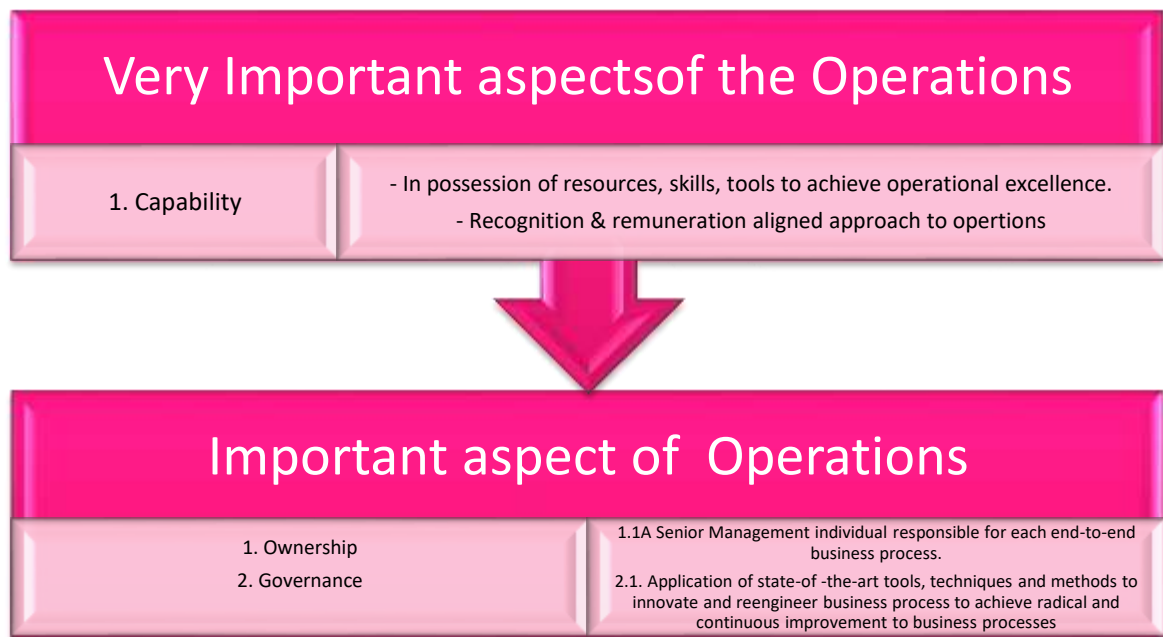 Very Important aspectsof the Operations
1. Capability
- In possession of resources, skills, tools to achieve operational excellence.
- Recognition & remuneration aligned approach to opertions
Important aspect of  Operations
1. Ownership
2. Governance
1.1A Senior Management individual responsible for each end-to-end
business process.
2.1. Application of state-of -the-art tools, techniques and methods to
innovate and reengineer business process to achieve radical and
continuous improvement to business processes